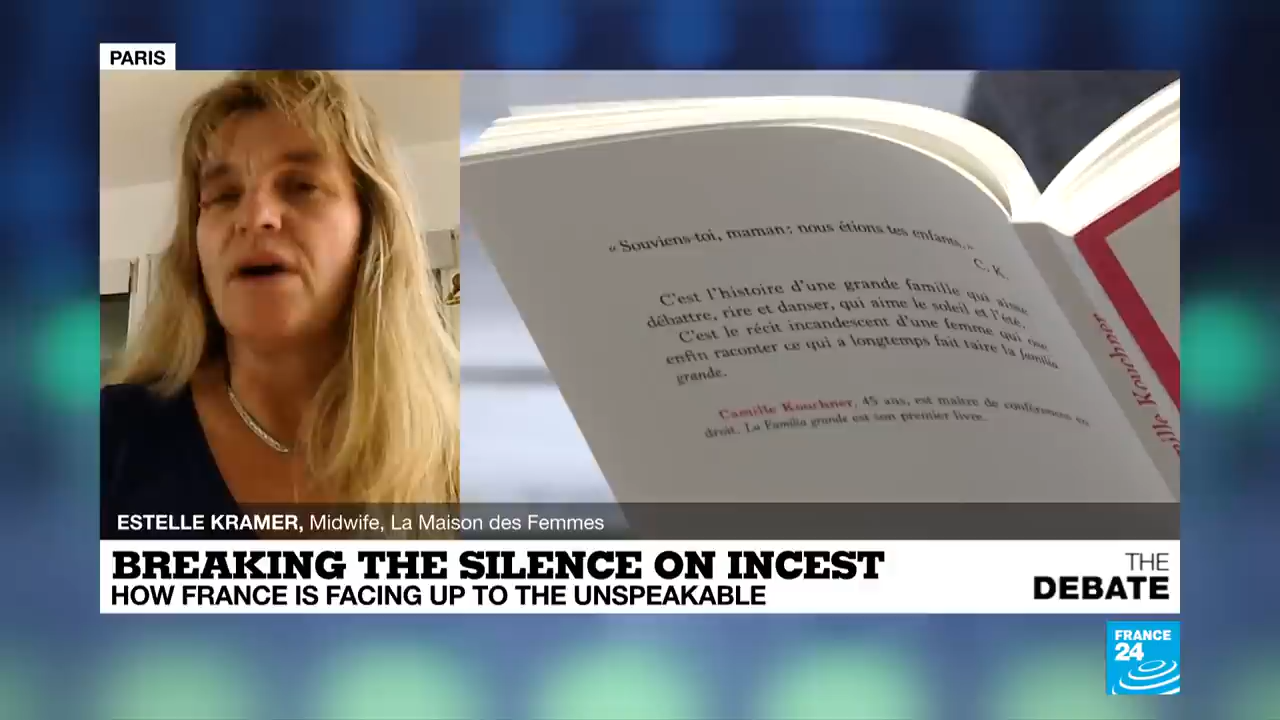 PARIS
« Souviens-toi, maman : nous étions tes enfants. »
C. K.
C'est l'histoire d'une grande famille qui aime
débattre, rire et danser, qui aime le soleil et l'été.
C'est le récit incandescent d'une femme qui ose
enfin raconter ce qui a longtemps fait taire la familia
grande.
Camille Kouchner, 45 ans, est maître de conférences en
droit. La Familia grande est son premier livre.
mille Kouchner
ESTELLE KRAMER, Midwife, La Maison des Femmes
BREAKING THE SILENCE ON INCEST
HOW FRANCE IS FACING UP TO THE UNSPEAKABLE
THE
DEBATE
FRANCE
24